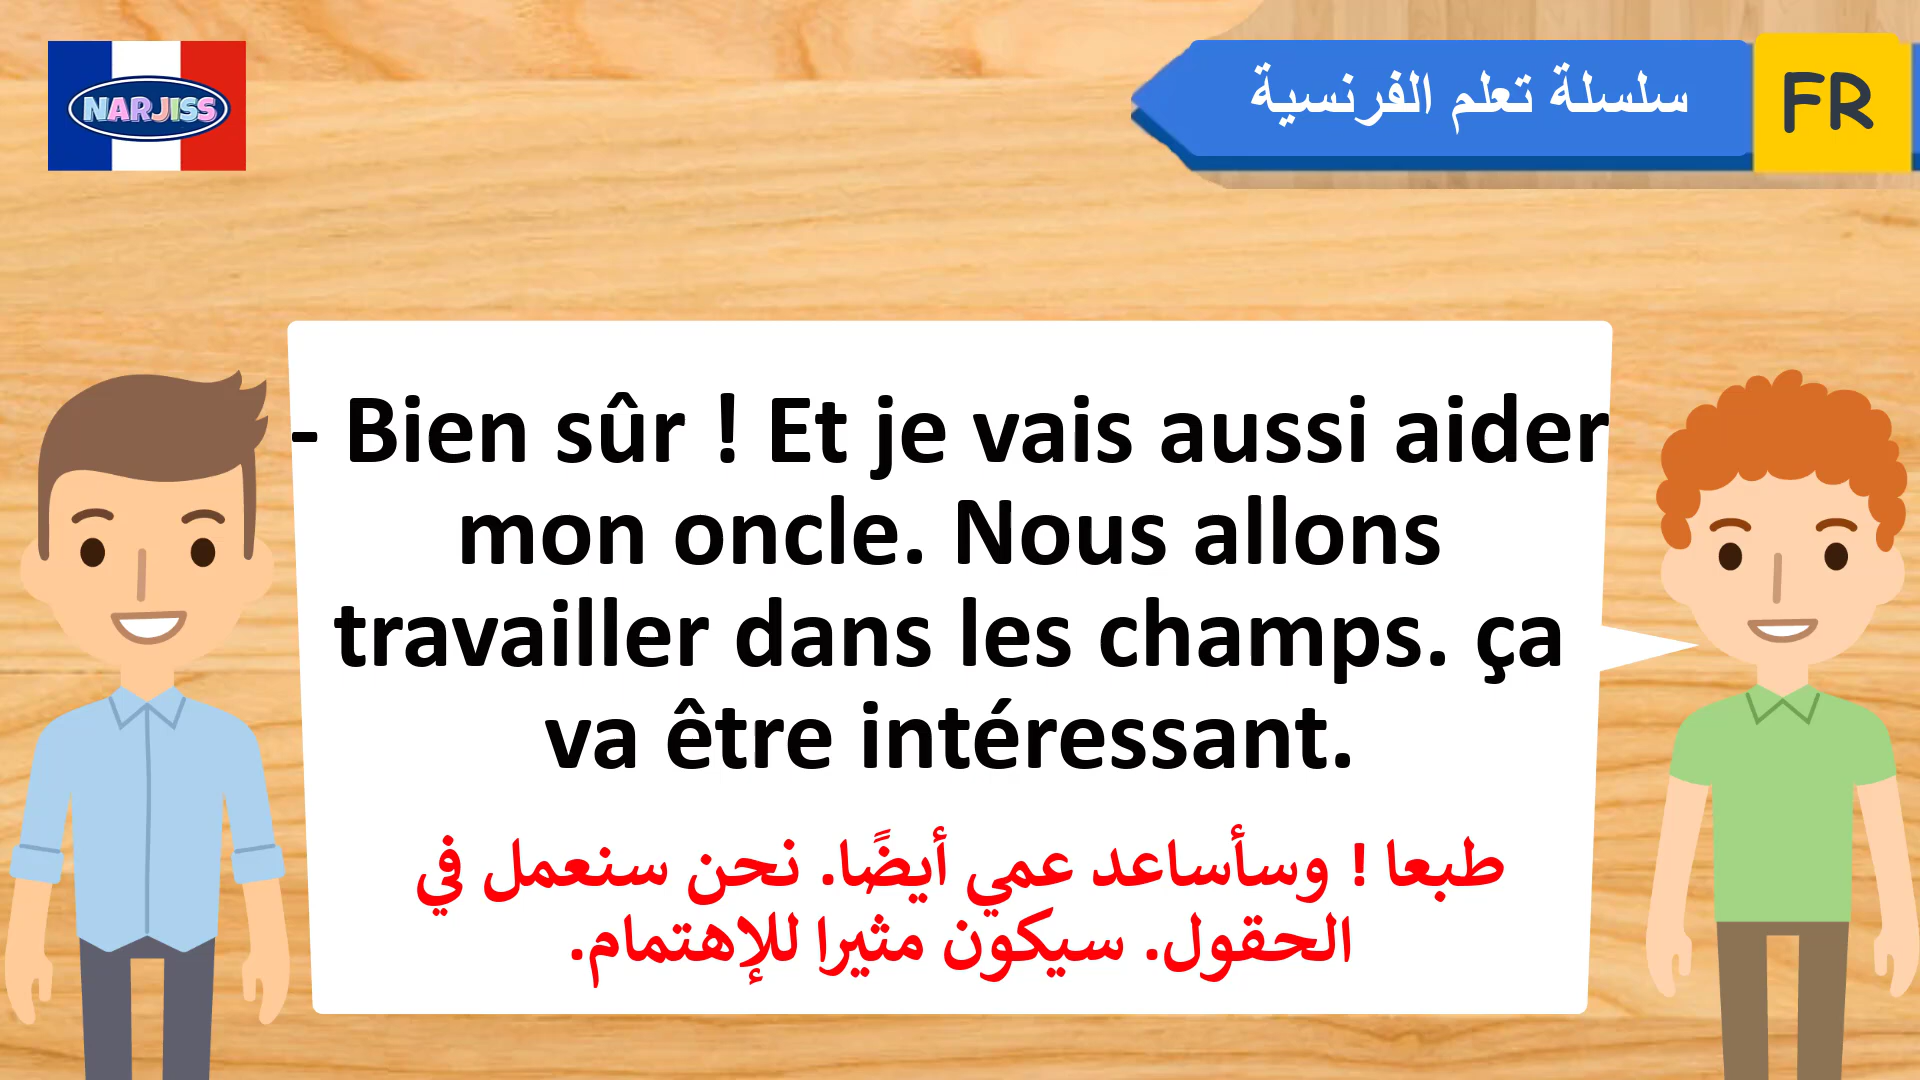 NARJISS
سلسلة تعلم الفرنسية
FR
- Bien sûr ! Et je vais aussi aider
mon oncle. Nous allons
travailler dans les champs. ça
va être intéressant.
طبعا ! وسأساعد عمي أيضًا. نحن سنعمل في
الحقول. سيكون مثيرا للإهتمام.